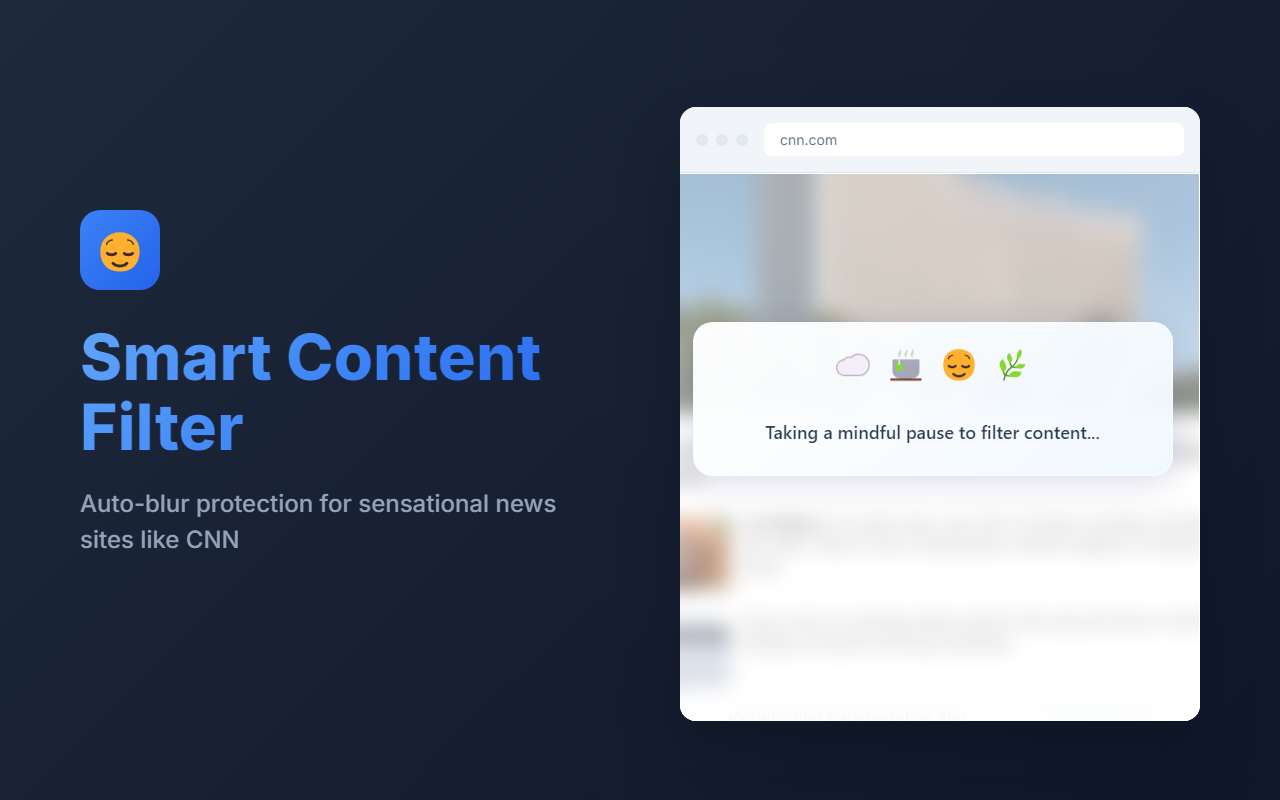 Smart Content
Filter
Auto-blur protection for sensational news
sites like CNN
cnn.com
Taking a mindful pause to filter content...